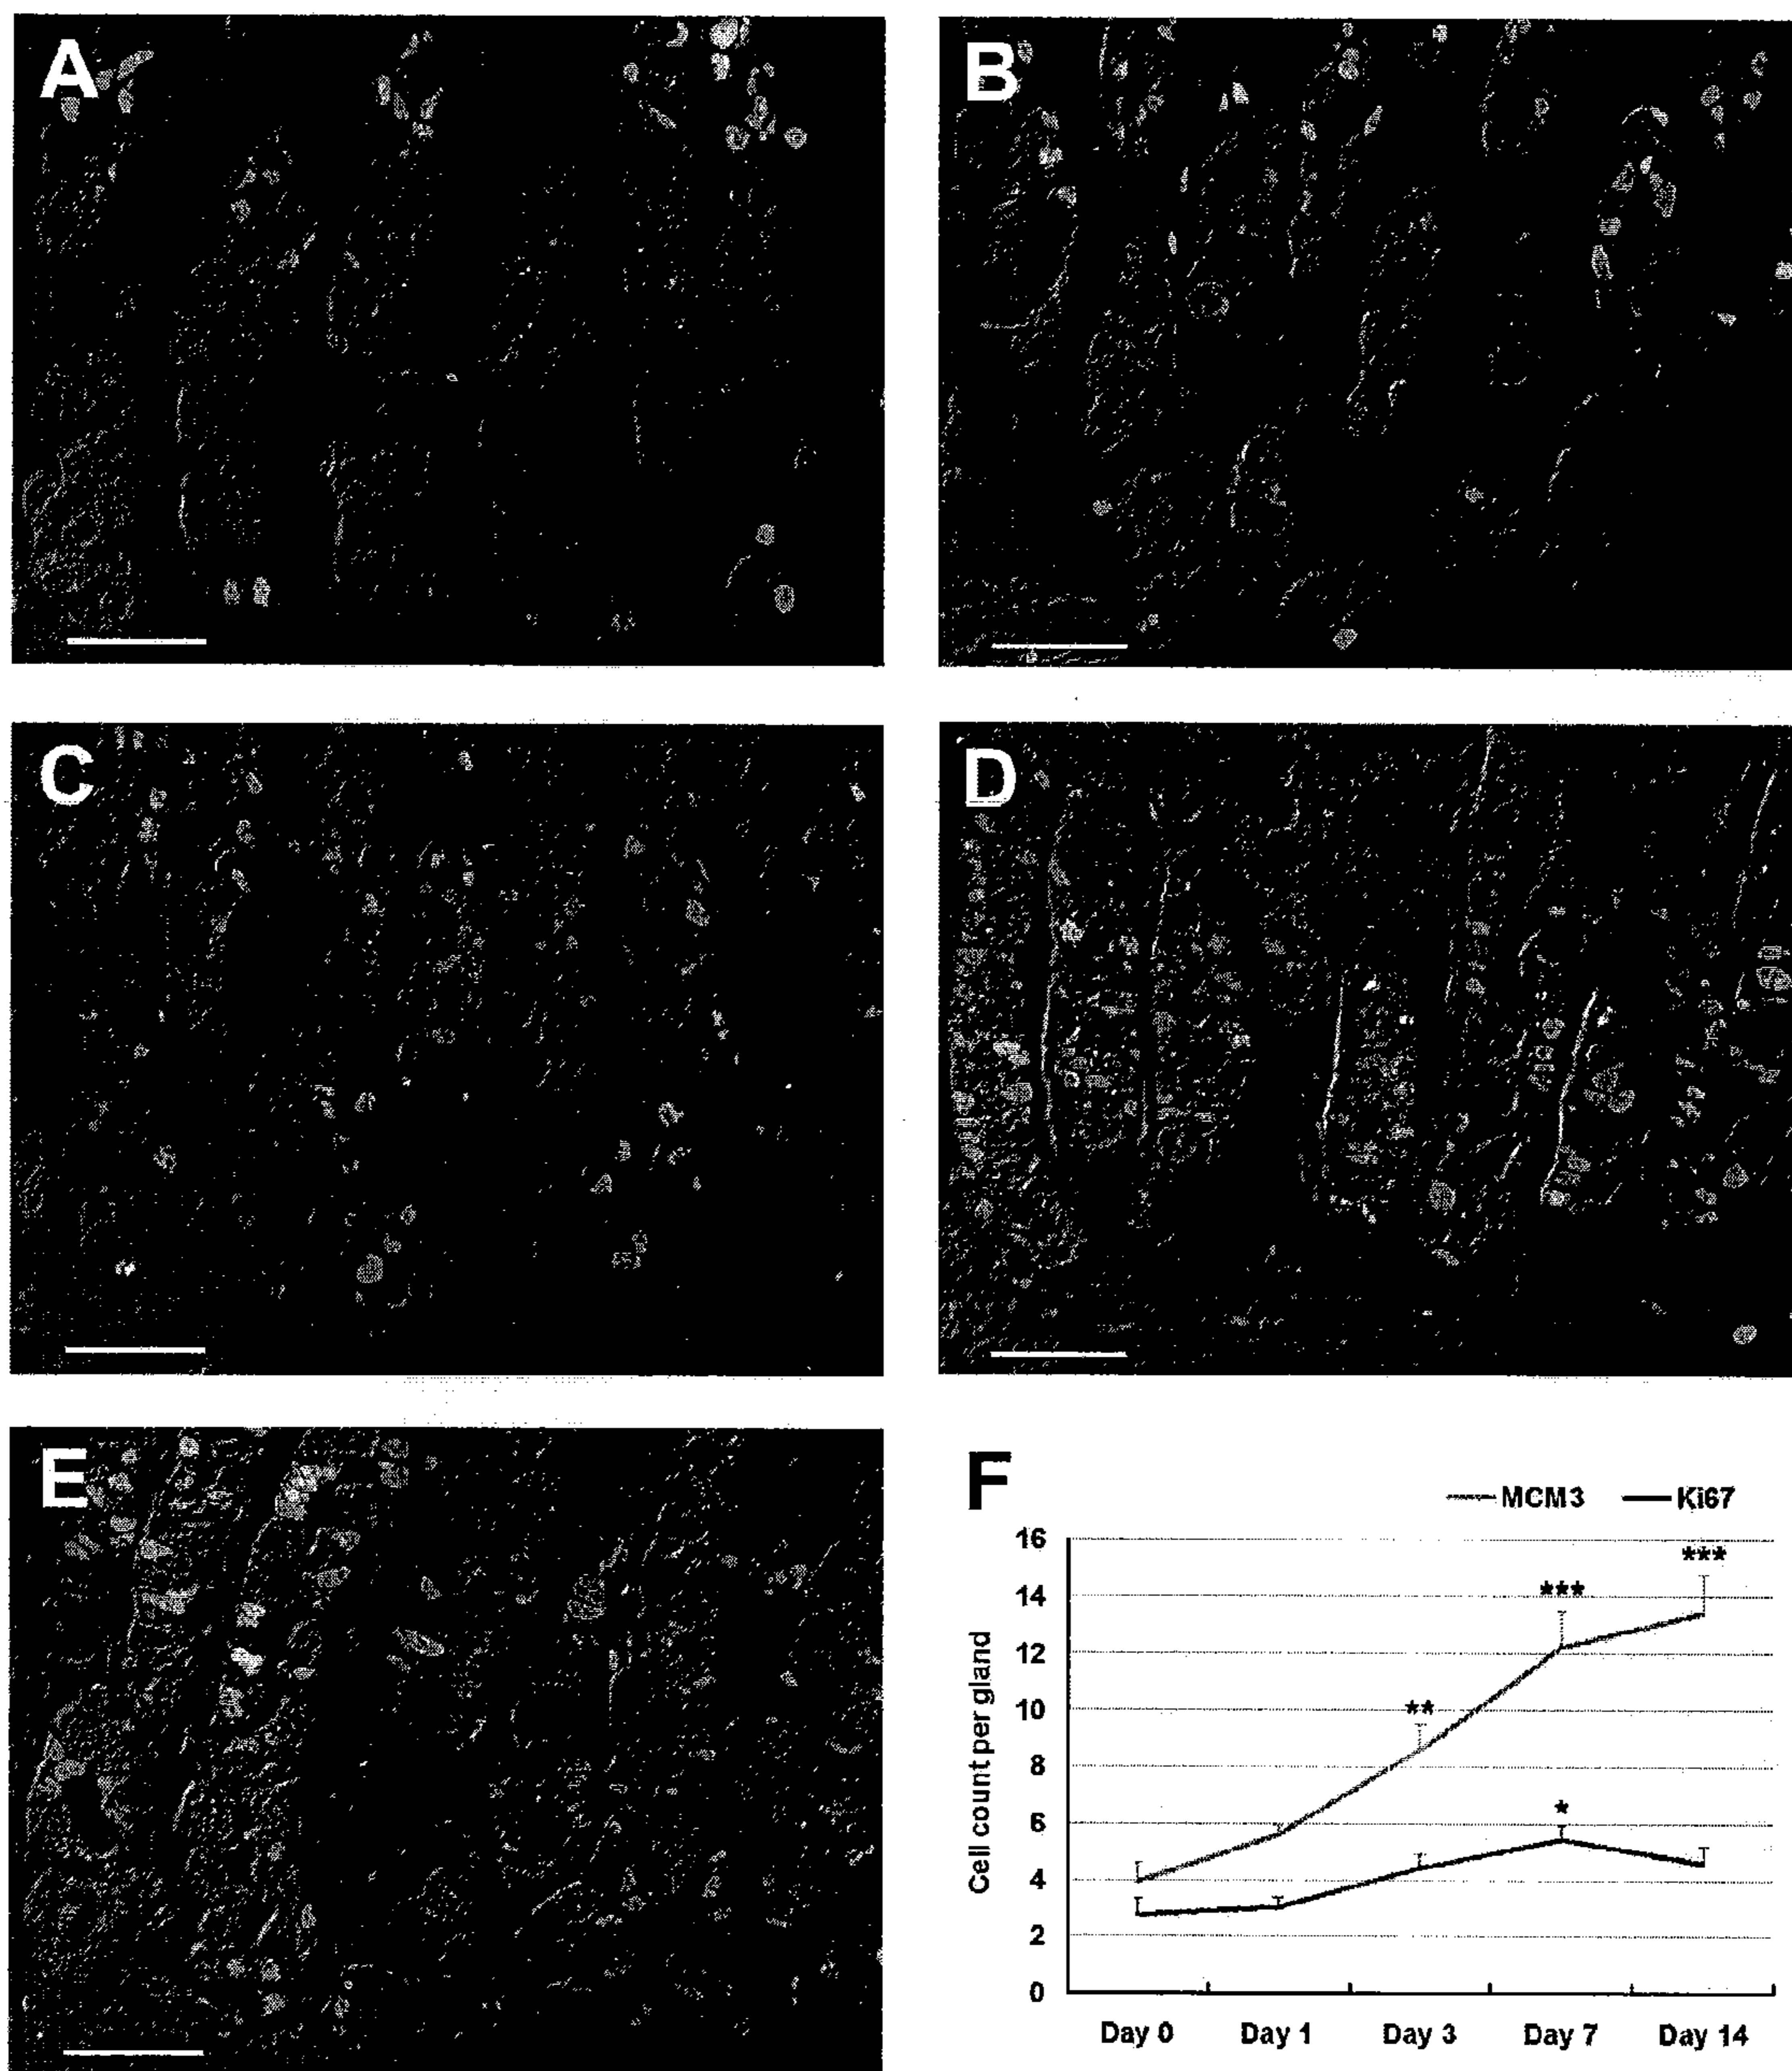 A
B
C
D
E
F
MCM3 Ki67
***
***
**
*
Cell count per gland
16
14
12
10
8
6
4
2
0
Day 0 Day 1 Day 3 Day 7 Day 14